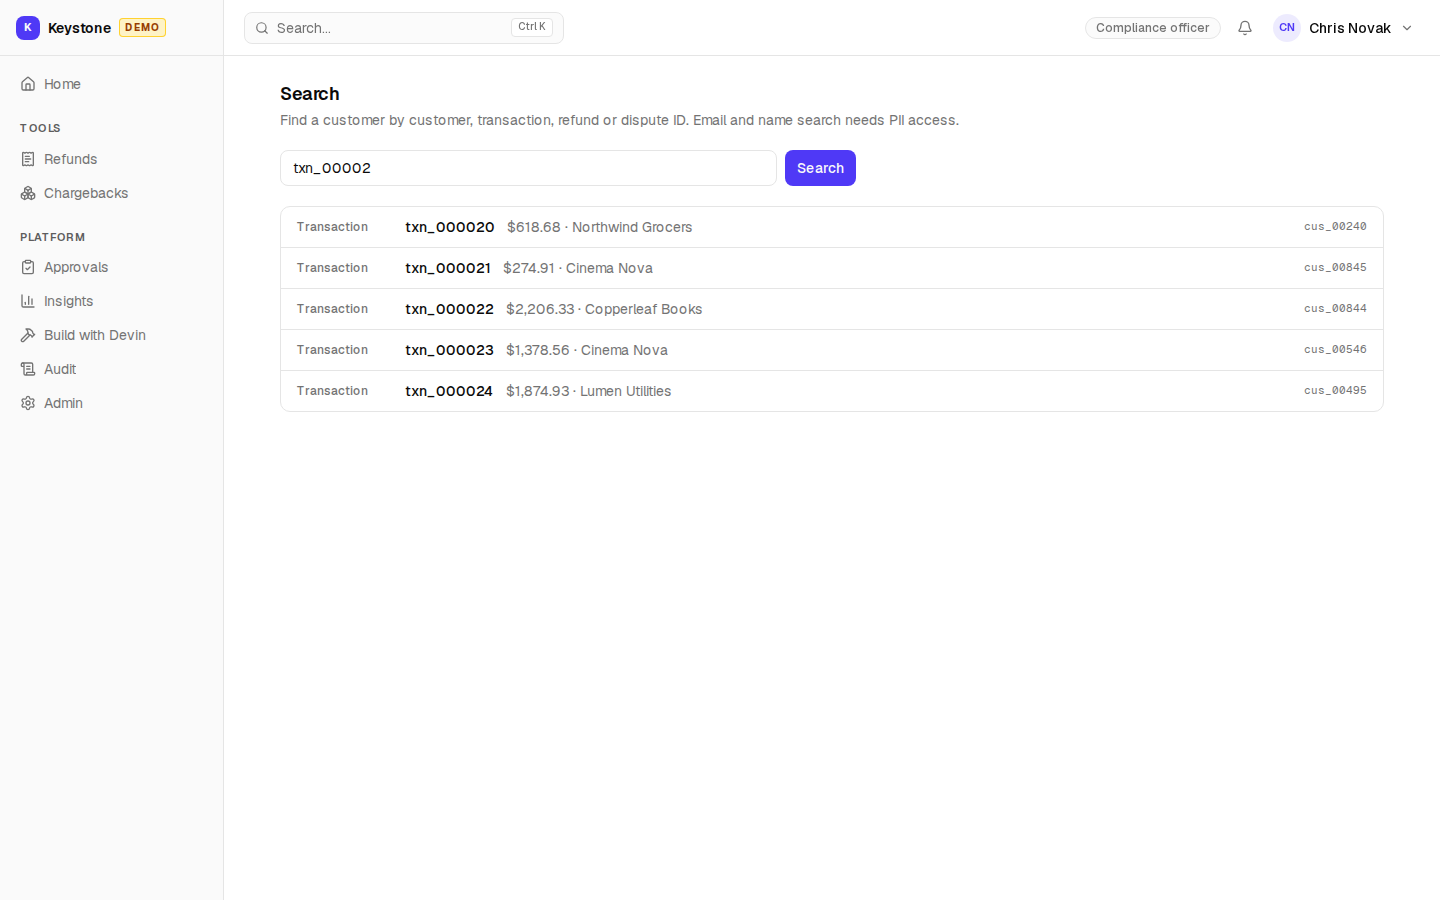 K Keystone DEMO
Search... Ctrl K
Compliance officer
CN Chris Novak
Home
TOOLS
Refunds
Chargebacks
PLATFORM
Approvals
Insights
Build with Devin
Audit
Admin
Search
Find a customer by customer, transaction, refund or dispute ID. Email and name search needs PII access.
txn_00002 Search
Transaction txn_000020 $618.68 · Northwind Grocers cus_00240
Transaction txn_000021 $274.91 · Cinema Nova cus_00845
Transaction txn_000022 $2,206.33 · Copperleaf Books cus_00844
Transaction txn_000023 $1,378.56 · Cinema Nova cus_00546
Transaction txn_000024 $1,874.93 · Lumen Utilities cus_00495